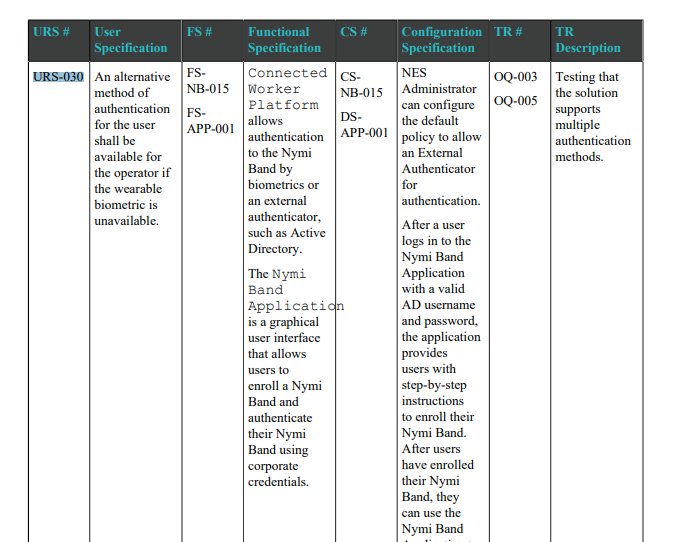 URS # User Specification FS # Functional Specification CS # Configuration Specification TR # TR Description
URS-030
An alternative
method of
authentication
for the user
shall be
available for
the operator if
the wearable
biometric is
unavailable.
FS-
NB-015
FS-
APP-001
Connected
Worker
Platform
allows
authentication
to the Nymi
Band by
biometrics or
an external
authenticator,
such as Active
Directory.
The Nymi
Band
Application
is a graphical
user interface
that allows
users to
enroll a Nymi
Band and
authenticate
their Nymi
Band using
corporate
credentials.
CS-
NB-015
DS-
APP-001
NES
Administrator
can configure
the default
policy to allow
an External
Authenticator
for
authentication.
After a user
logs in to the
Nymi Band
Application
with a valid
AD username
and password,
the application
provides
users with
step-by-step
instructions
to enroll their
Nymi Band.
After users
have enrolled
their Nymi
Band, they
can use the
Nymi Band
OQ-003
OQ-005
Testing that
the solution
supports
multiple
authentication
methods.